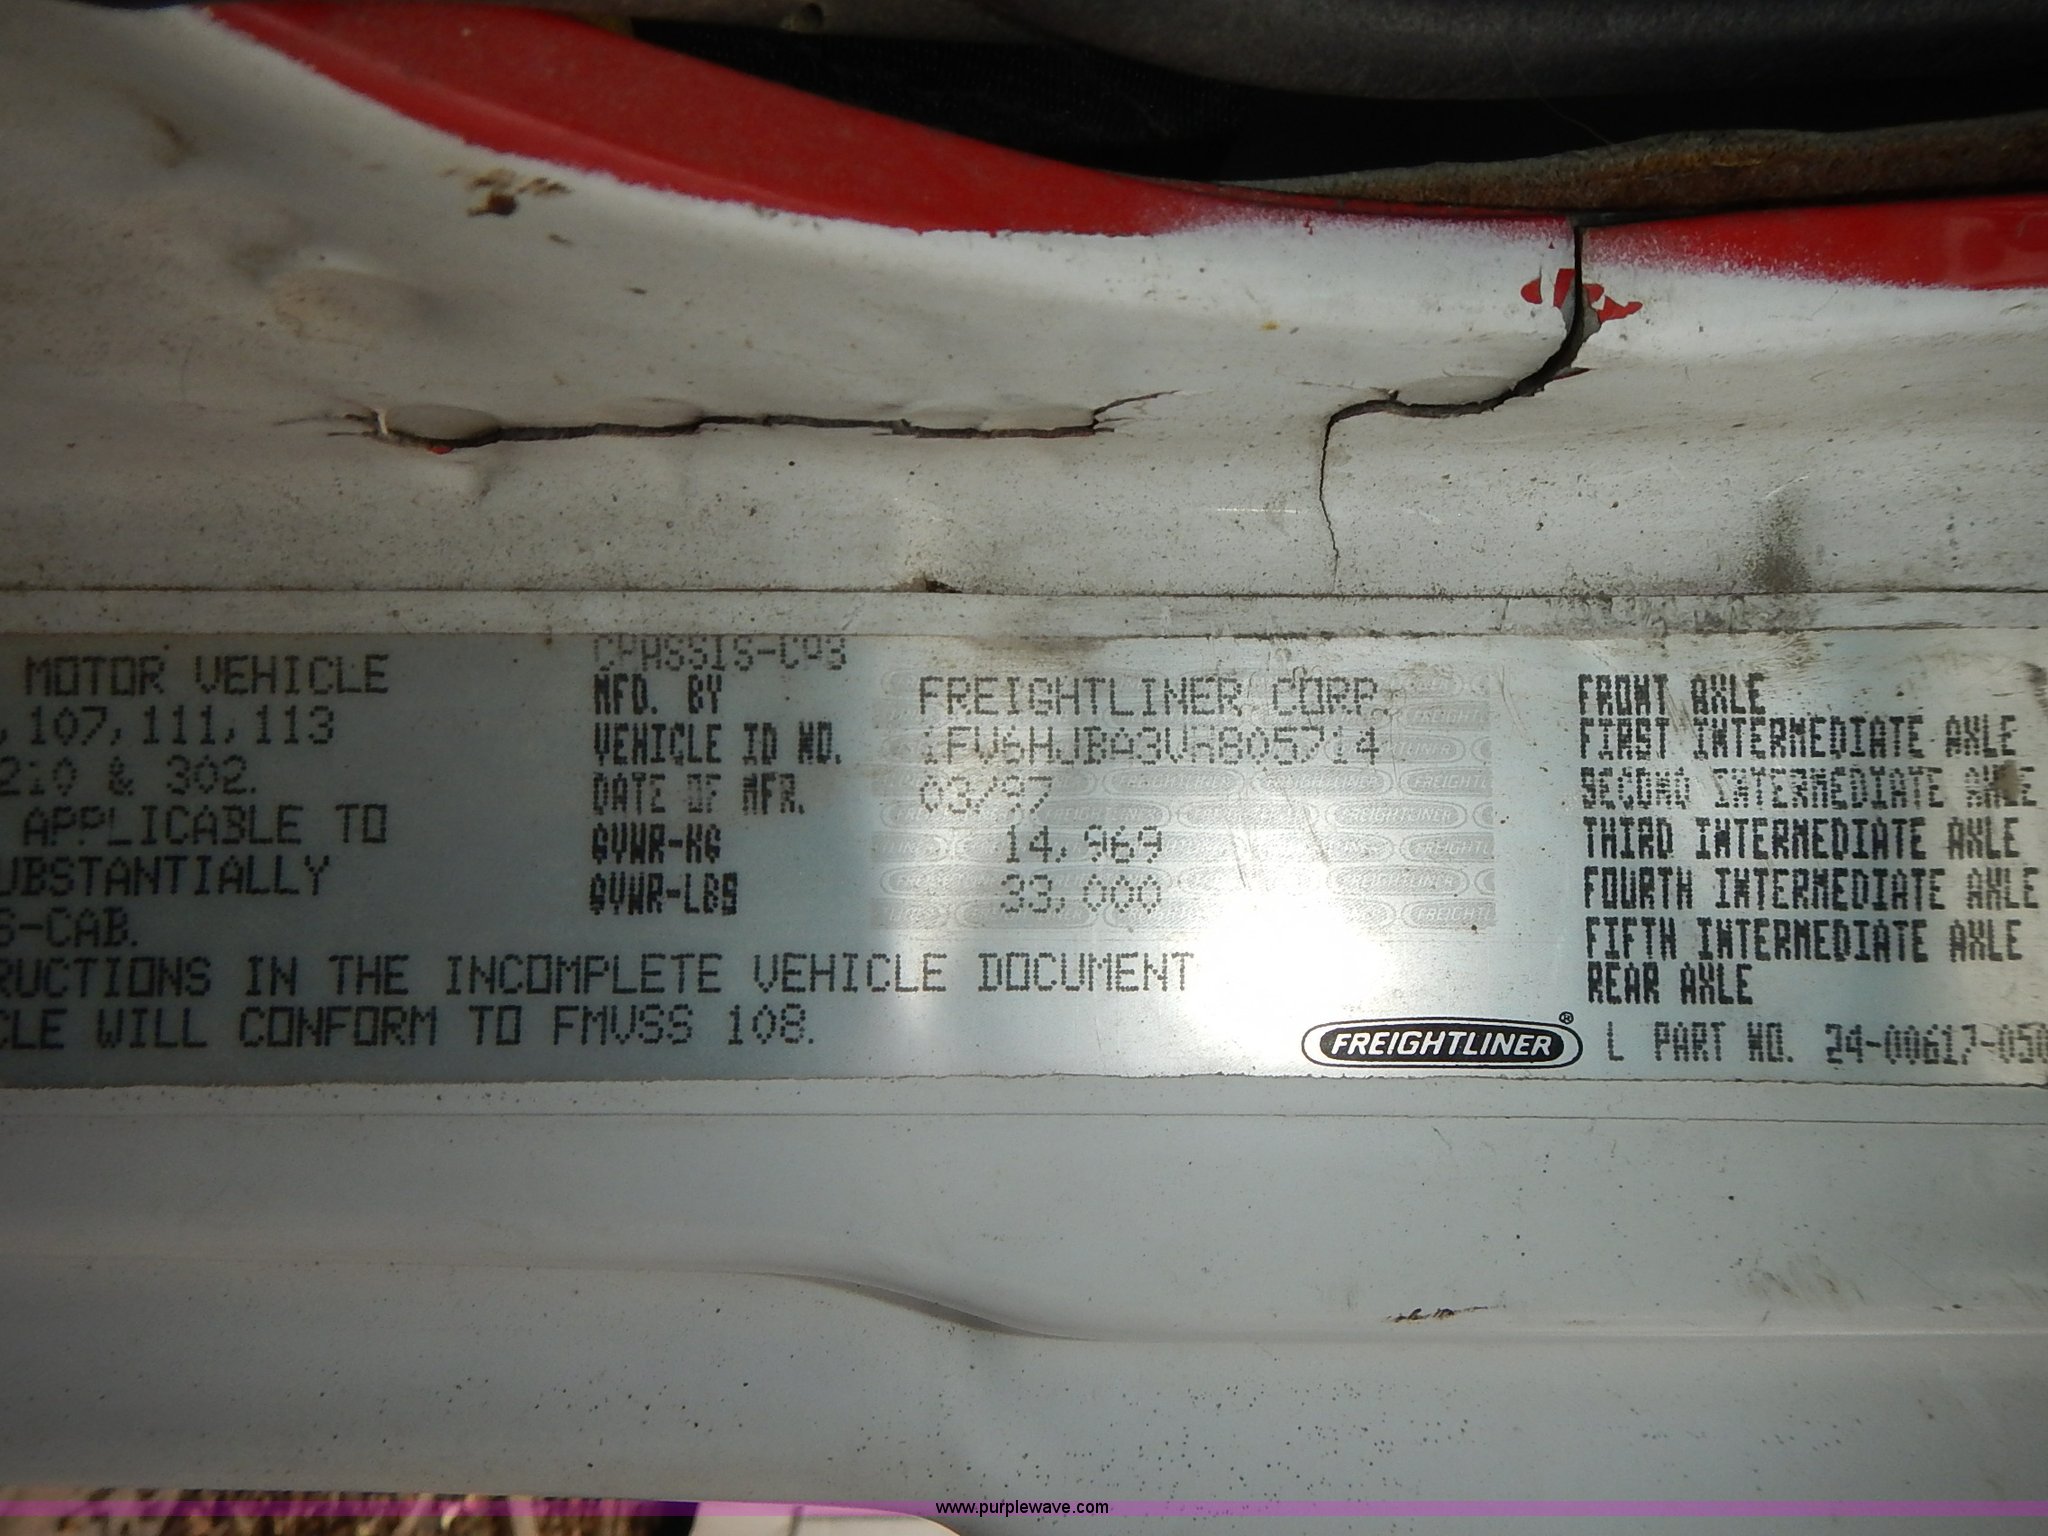 MOTOR VEHICLE
, 107, 111, 113
210 & 302.
APPLICABLE TO
UBSTANTIALLY
S-CAB.
RUCTIONS IN THE INCOMPLETE VEHICLE DOCUMENT
CLE WILL CONFORM TO FMVSS 108.
CHASSIS-CAB
MFD. BY FREIGHTLINER CORP.
VEHICLE ID NO. 1FV6HJBA3VH805714
DATE OF MFR. 03/97
GVWR-KG 14,969
GVWR-LBS 33,000
FRONT AXLE
FIRST INTERMEDIATE AXLE
SECOND INTERMEDIATE AXLE
THIRD INTERMEDIATE AXLE
FOURTH INTERMEDIATE AXLE
FIFTH INTERMEDIATE AXLE
REAR AXLE
FREIGHTLINER® L PART NO. 24-00617-050
www.purplewave.com